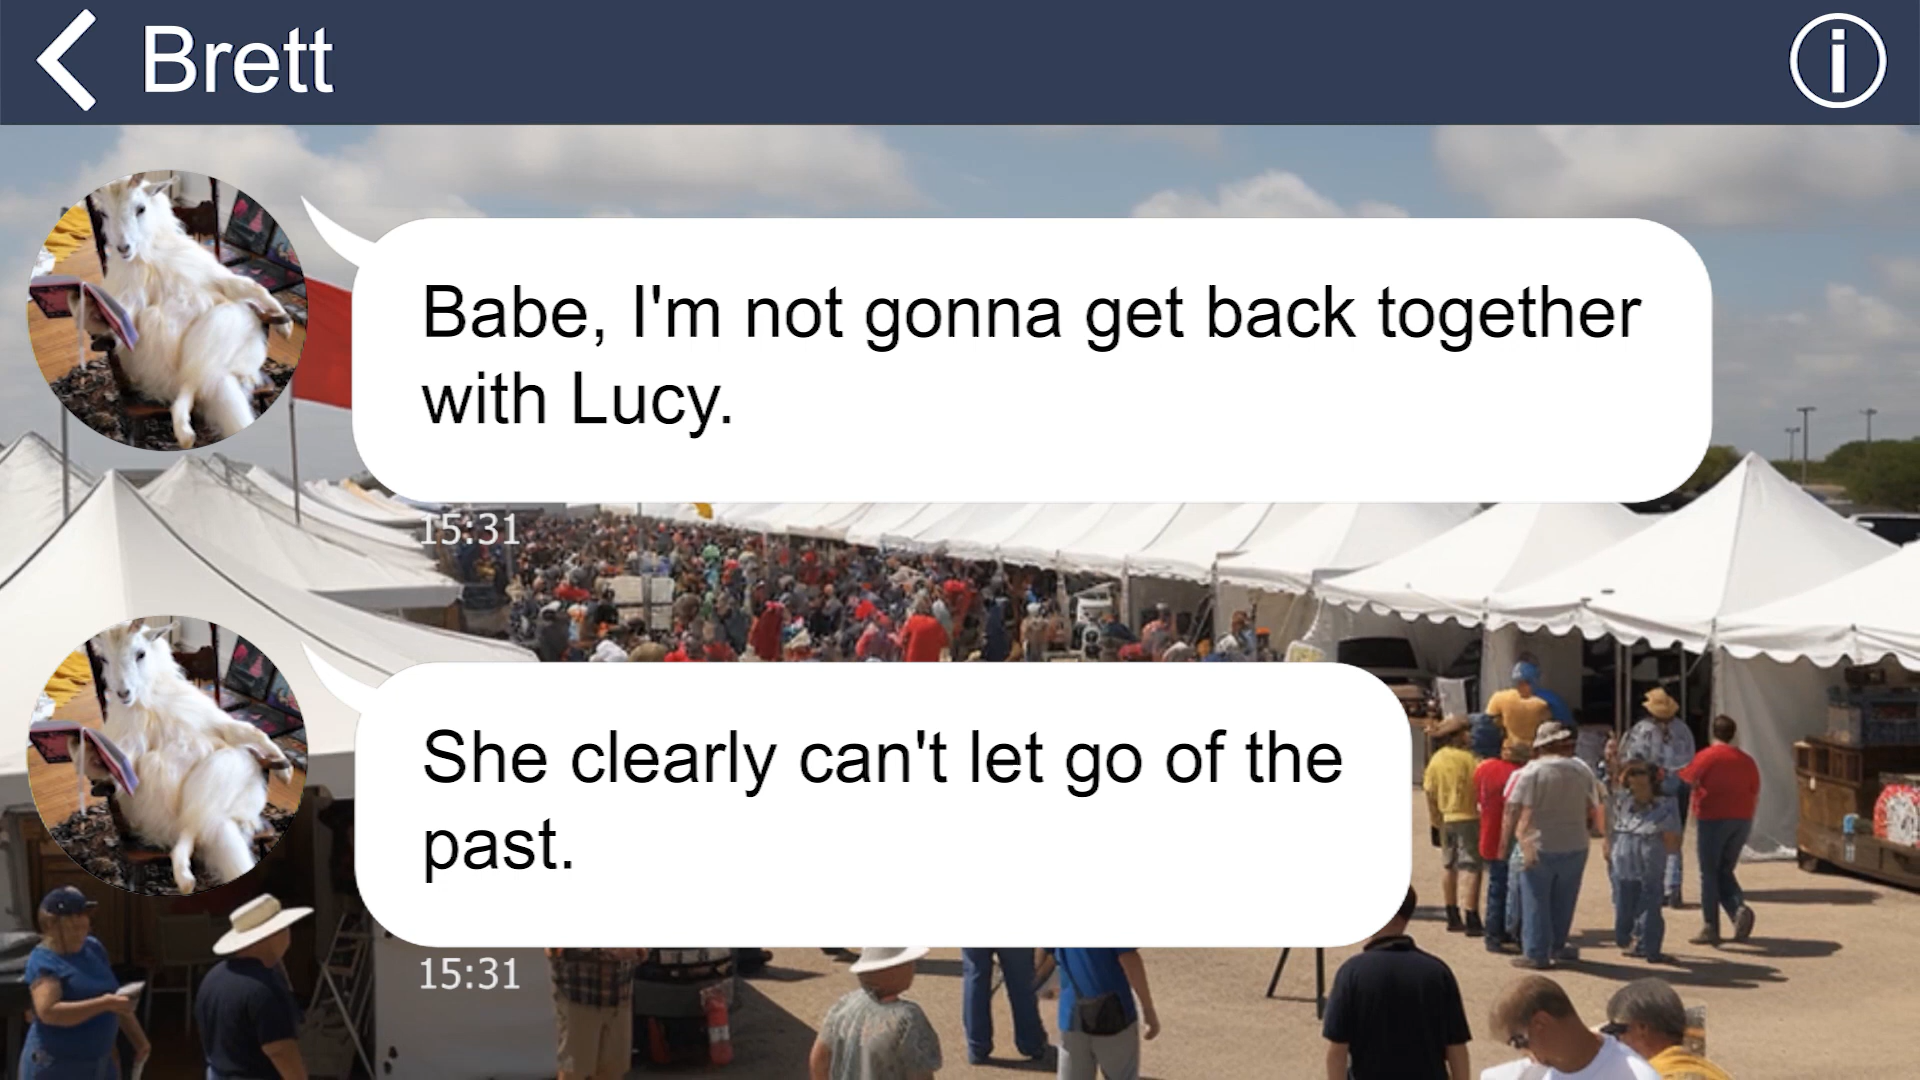 Brett
Babe, I'm not gonna get back together
with Lucy.
15:31
She clearly can't let go of the
past.
15:31